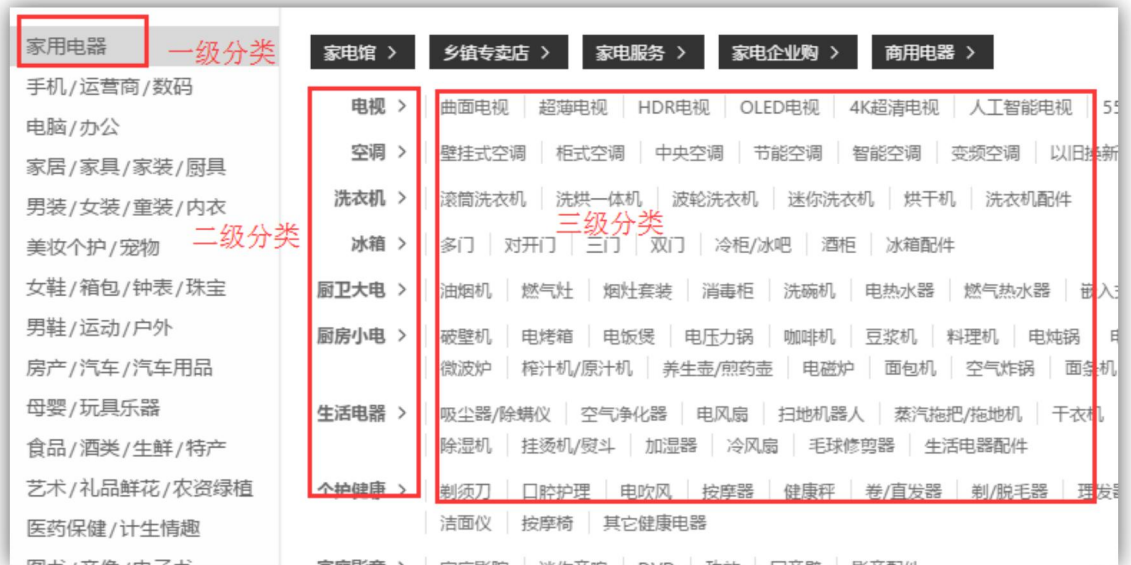 家用电器
一级分类
手机/运营商/数码
电脑/办公
家居/家具/家装/厨具
男装/女装/童装/内衣
美妆个护/宠物
二级分类
女鞋/箱包/钟表/珠宝
男鞋/运动/户外
房产/汽车/汽车用品
母婴/玩具乐器
食品/酒类/生鲜/特产
艺术/礼品鲜花/农资绿植
医药保健/计生情趣
家电馆 > 乡镇专卖店 > 家电服务 > 家电企业购 > 商用电器 >
电视 > 曲面电视 超薄电视 HDR电视 OLED电视 4K超清电视 人工智能电视 55
空调 > 壁挂式空调 柜式空调 中央空调 节能空调 智能空调 变频空调 以旧换新
洗衣机 > 滚筒洗衣机 洗烘一体机 波轮洗衣机 迷你洗衣机 烘干机 洗衣机配件
三级分类
冰箱 > 多门 对开门 三门 双门 冷柜/冰吧 酒柜 冰箱配件
厨卫大电 > 油烟机 燃气灶 烟灶套装 消毒柜 洗碗机 电热水器 燃气热水器 嵌入
厨房小电 > 破壁机 电烤箱 电饭煲 电压力锅 咖啡机 豆浆机 料理机 电炖锅
微波炉 榨汁机/原汁机 养生壶/煎药壶 电磁炉 面包机 空气炸锅 面条机
生活电器 > 吸尘器/除螨仪 空气净化器 电风扇 扫地机器人 蒸汽拖把/拖地机 干衣机
除湿机 挂烫机/熨斗 加湿器 冷风扇 毛球修剪器 生活电器配件
个护健康 > 剃须刀 口腔护理 电吹风 按摩器 健康秤 卷/直发器 剃/脱毛器 理发
洁面仪 按摩椅 其它健康电器